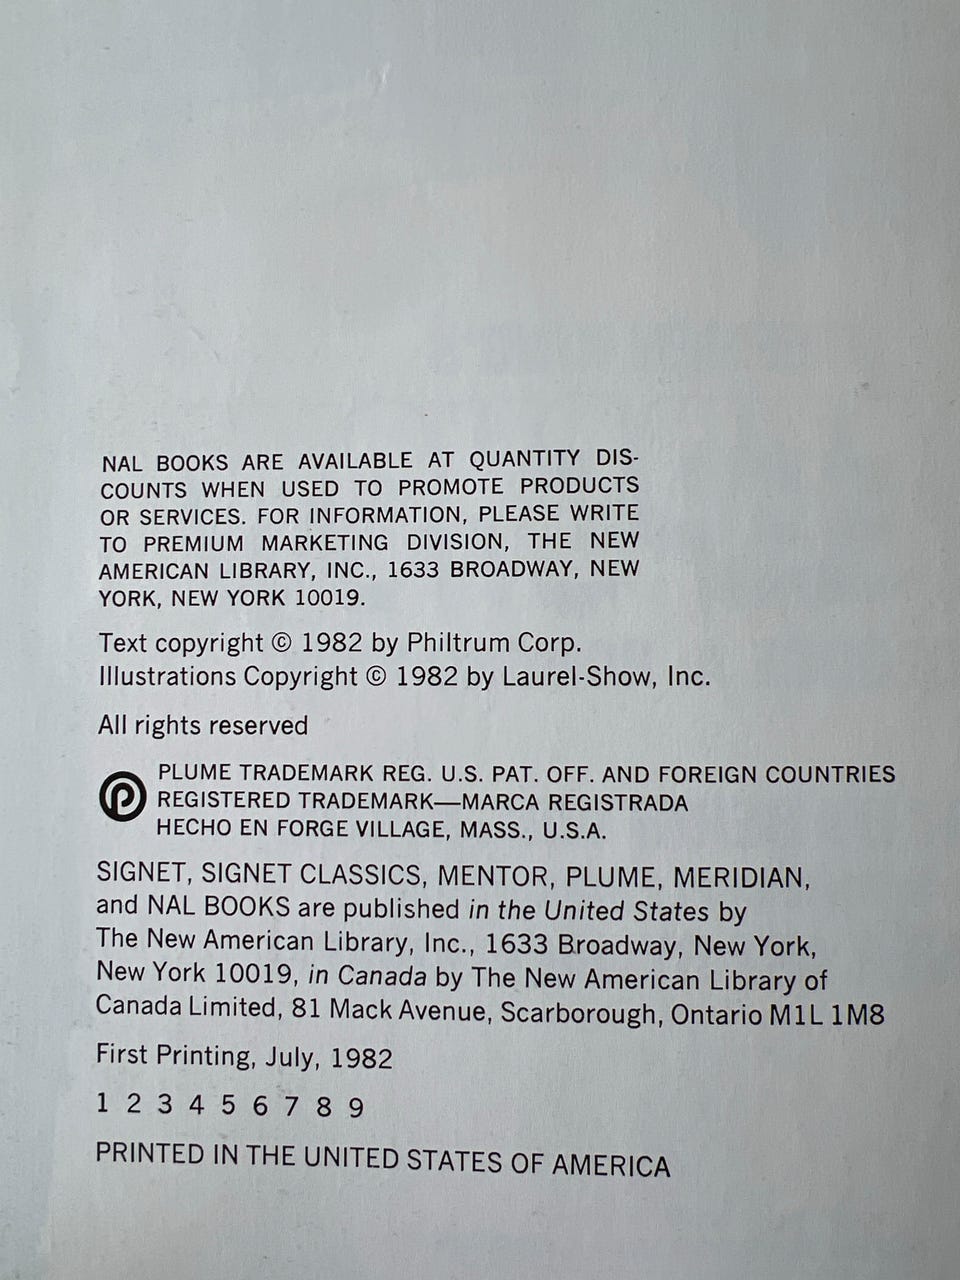 NAL BOOKS ARE AVAILABLE AT QUANTITY DIS-
COUNTS WHEN USED TO PROMOTE PRODUCTS
OR SERVICES. FOR INFORMATION, PLEASE WRITE
TO PREMIUM MARKETING DIVISION, THE NEW
AMERICAN LIBRARY, INC., 1633 BROADWAY, NEW
YORK, NEW YORK 10019.
Text copyright © 1982 by Philtrum Corp.
Illustrations Copyright © 1982 by Laurel-Show, Inc.
All rights reserved
PLUME TRADEMARK REG. U.S. PAT. OFF. AND FOREIGN COUNTRIES
REGISTERED TRADEMARK—MARCA REGISTRADA
HECHO EN FORGE VILLAGE, MASS., U.S.A.
SIGNET, SIGNET CLASSICS, MENTOR, PLUME, MERIDIAN,
and NAL BOOKS are published in the United States by
The New American Library, Inc., 1633 Broadway, New York,
New York 10019, in Canada by The New American Library of
Canada Limited, 81 Mack Avenue, Scarborough, Ontario M1L 1M8
First Printing, July, 1982
1 2 3 4 5 6 7 8 9
PRINTED IN THE UNITED STATES OF AMERICA